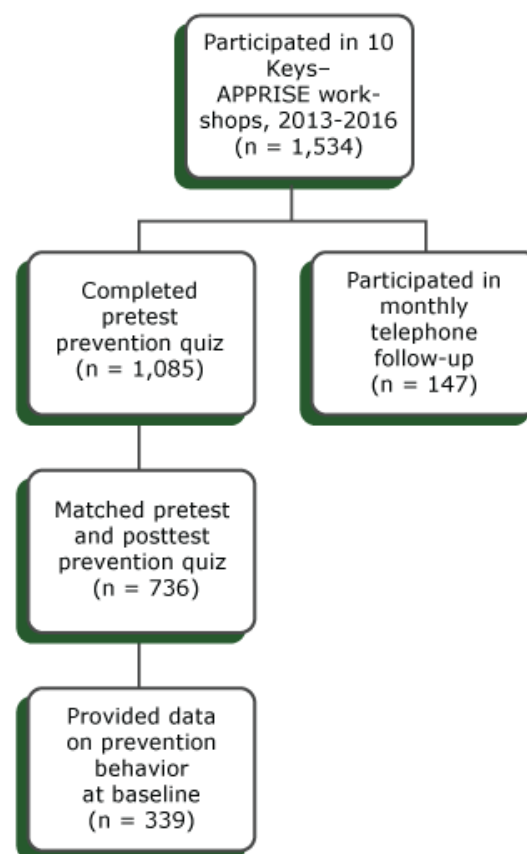 Participated in 10
Keys–
APPRISE work-
shops, 2013-2016
(n = 1,534)
Completed
pretest
prevention quiz
(n = 1,085)
Participated in
monthly
telephone
follow-up
(n = 147)
Matched pretest
and posttest
prevention quiz
(n = 736)
Provided data
on prevention
behavior
at baseline
(n = 339)